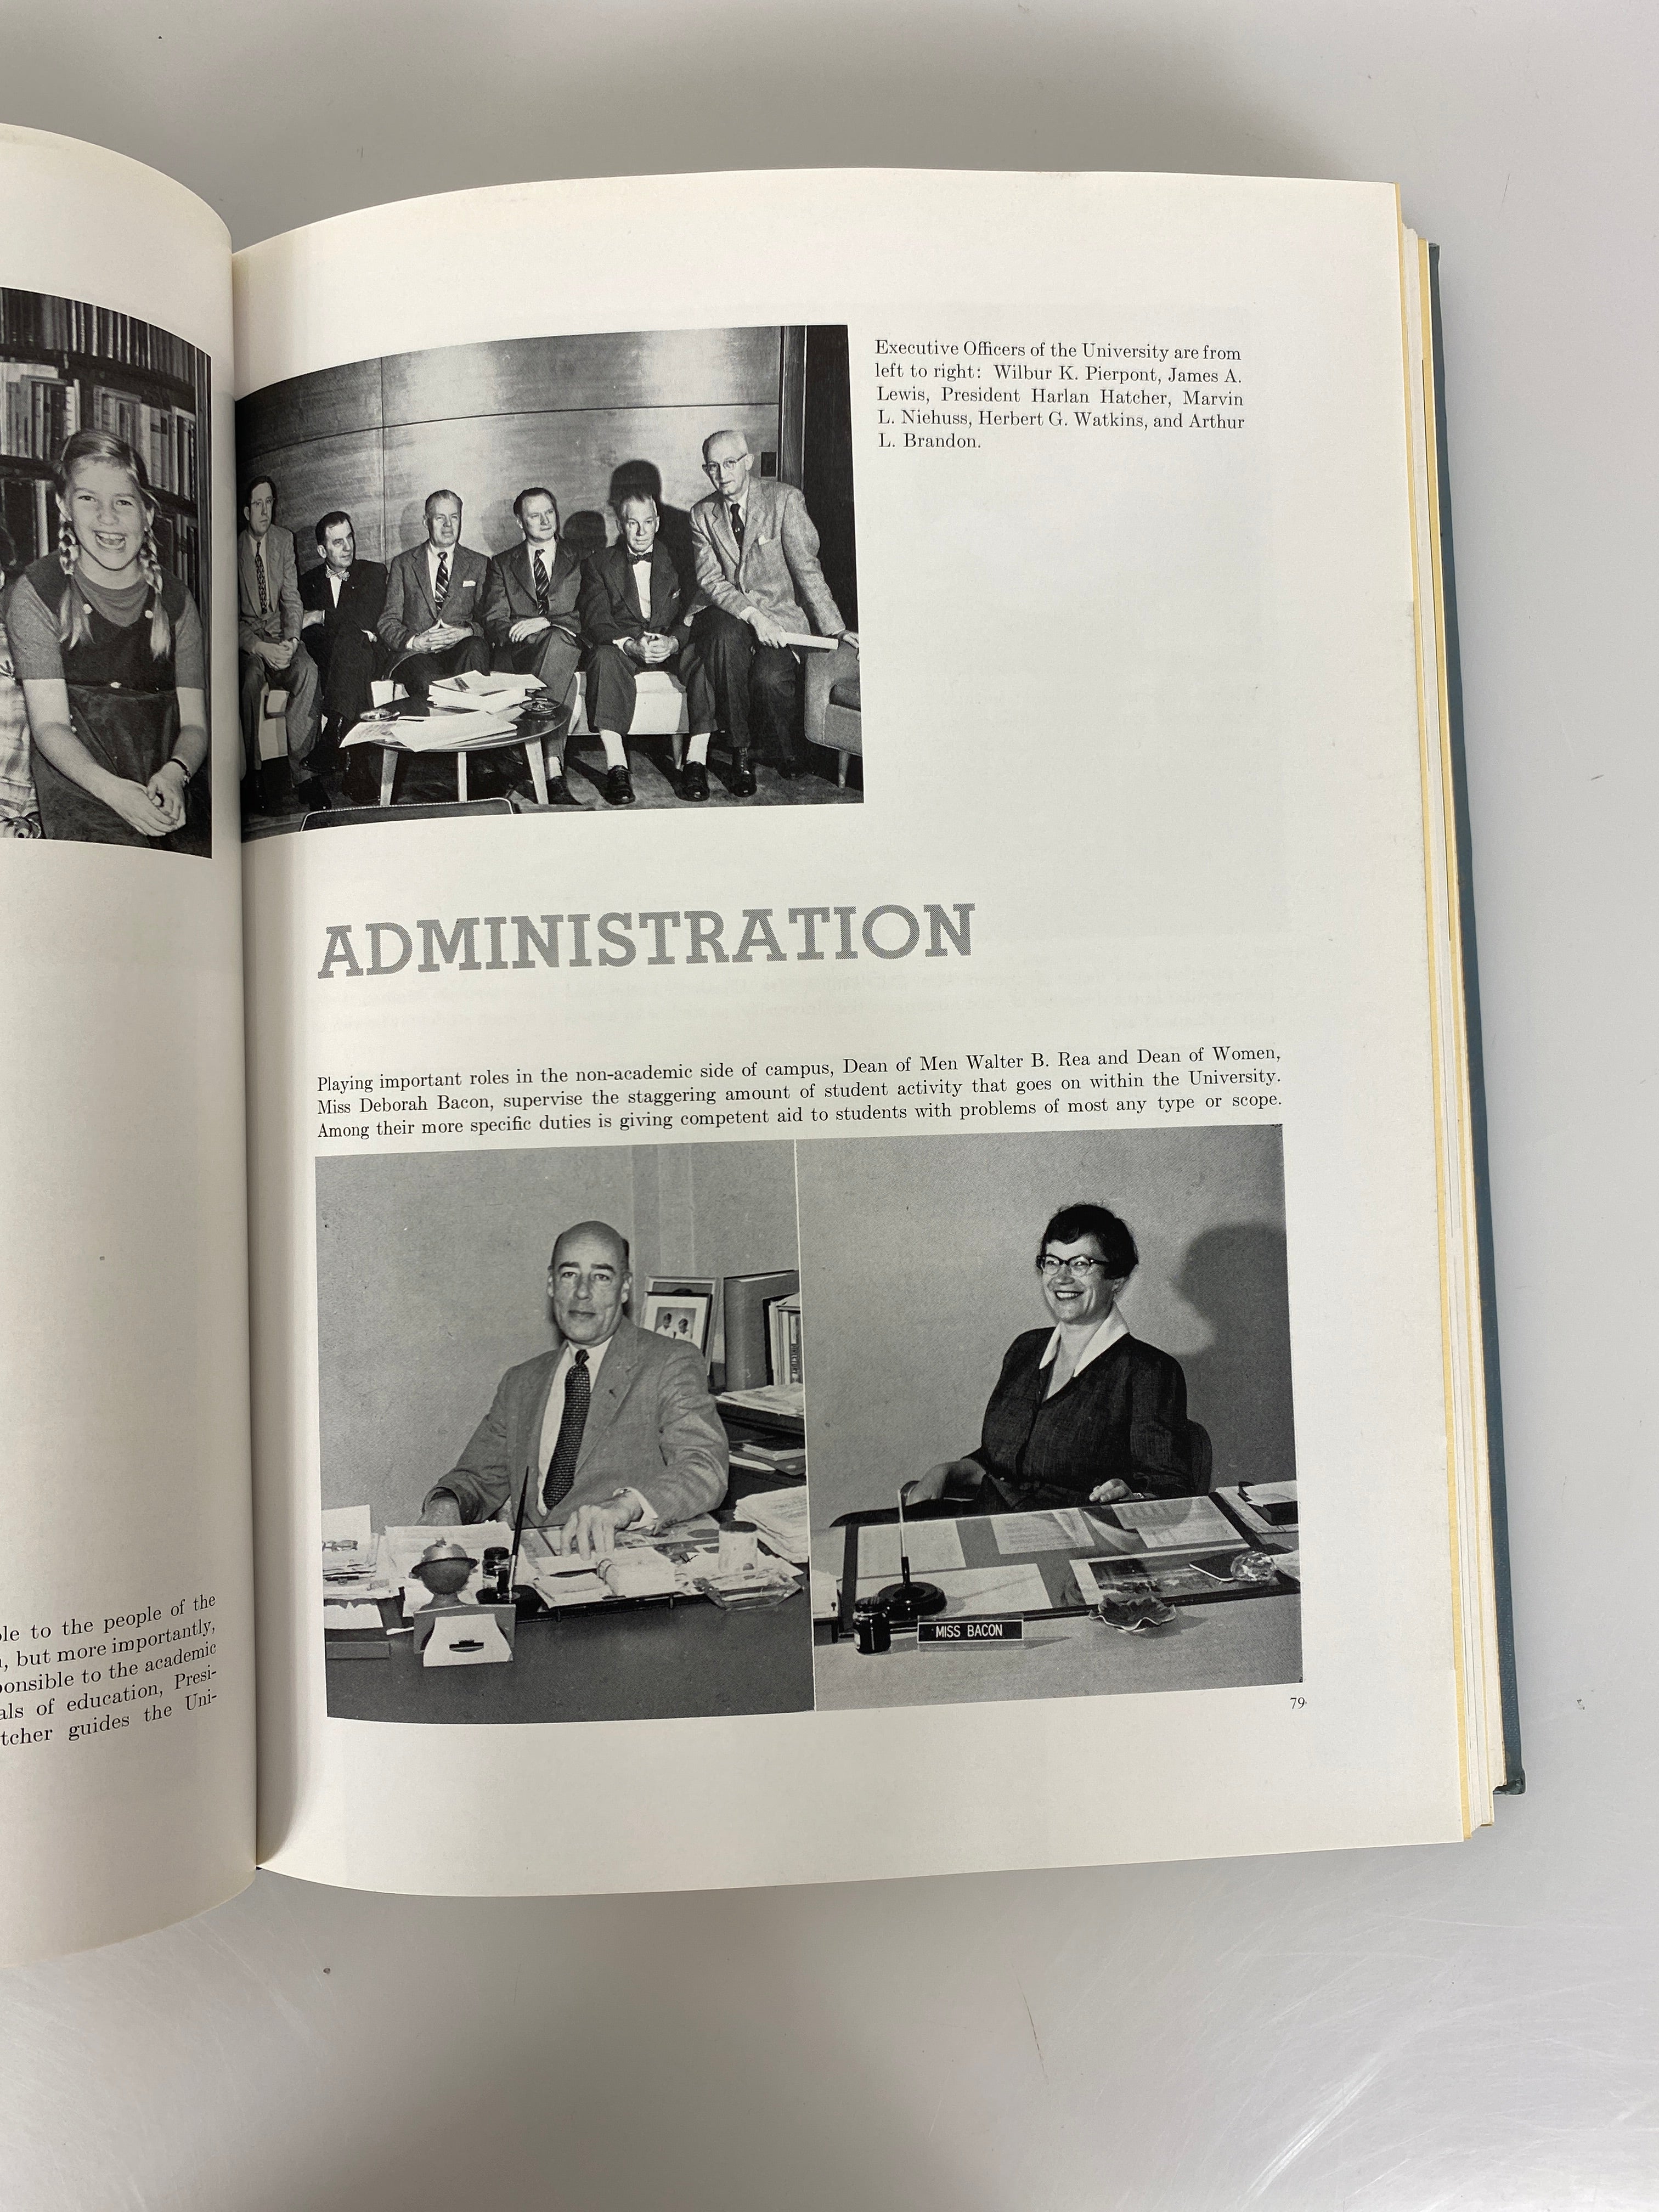 ple to the people of the
, but more importantly,
ponsible to the academic
als of education, Presi-
tcher guides the Uni-
Executive Officers of the University are from
left to right: Wilbur K. Pierpont, James A.
Lewis, President Harlan Hatcher, Marvin
L. Niehuss, Herbert G. Watkins, and Arthur
L. Brandon.
ADMINISTRATION
Playing important roles in the non-academic side of campus, Dean of Men Walter B. Rea and Dean of Women,
Miss Deborah Bacon, supervise the staggering amount of student activity that goes on within the University.
Among their more specific duties is giving competent aid to students with problems of most any type or scope.
MISS BACON
79